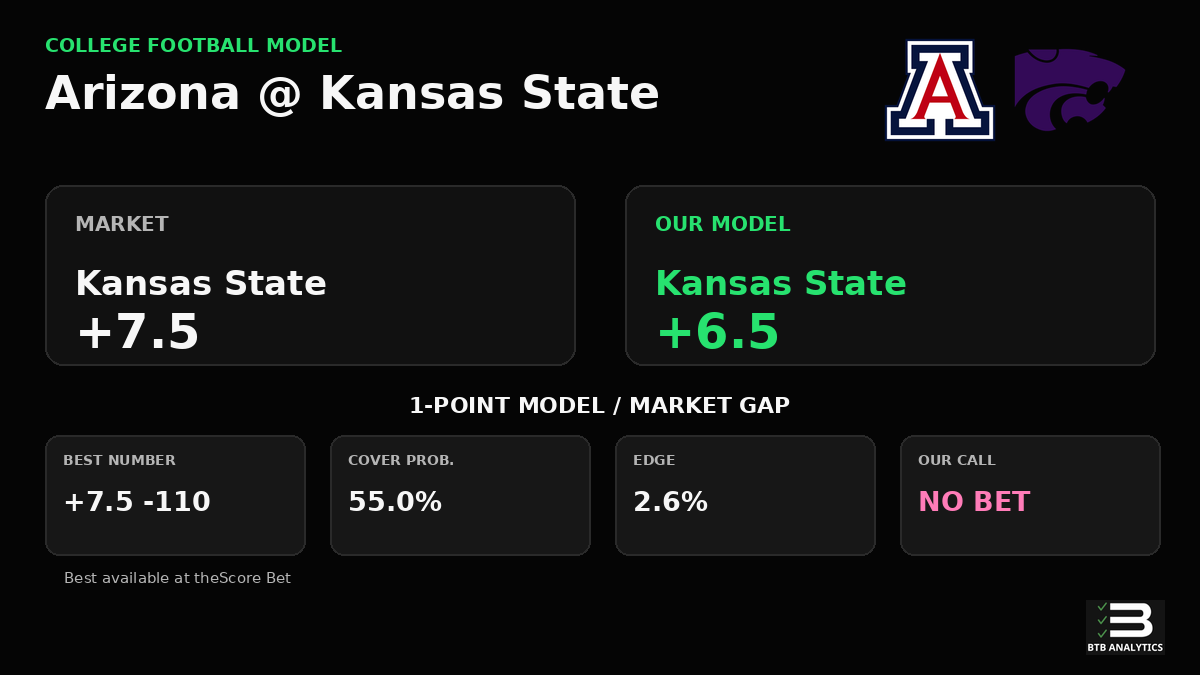 COLLEGE FOOTBALL MODEL
Arizona @ Kansas State
A
MARKET
Kansas State
+7.5
OUR MODEL
Kansas State
+6.5
1-POINT MODEL / MARKET GAP
BEST NUMBER
+7.5 -110
COVER PROB.
55.0%
EDGE
2.6%
OUR CALL
NO BET
Best available at theScore Bet
B
BTB ANALYTICS